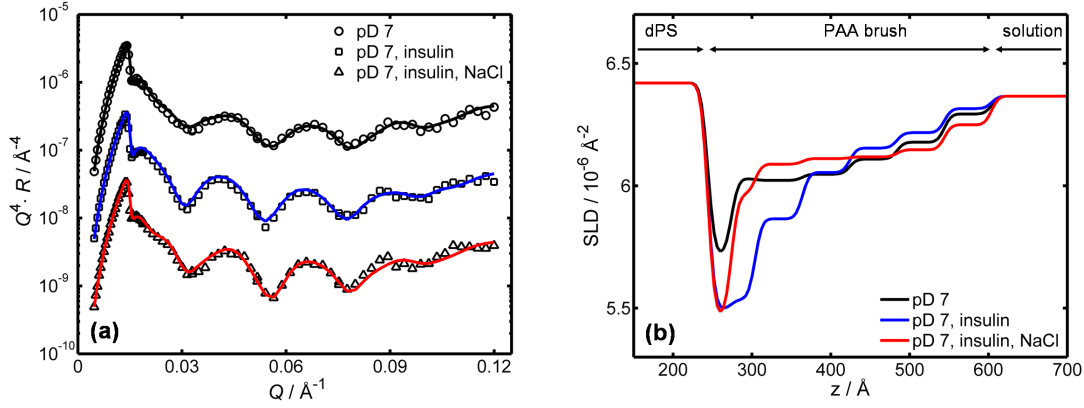 10⁻⁵
10⁻⁶
10⁻⁷
10⁻⁸
10⁻⁹
10⁻¹⁰
Q⁴· R / Å⁻⁴
pD 7
pD 7, insulin
pD 7, insulin, NaCl
(a)
0 0.03 0.06 0.09 0.12
Q / Å⁻¹
dPS PAA brush solution
6.5
6.0
5.5
SLD / 10⁻⁶ Å⁻²
pD 7
pD 7, insulin
pD 7, insulin, NaCl
(b)
200 300 400 500 600 700
z / Å